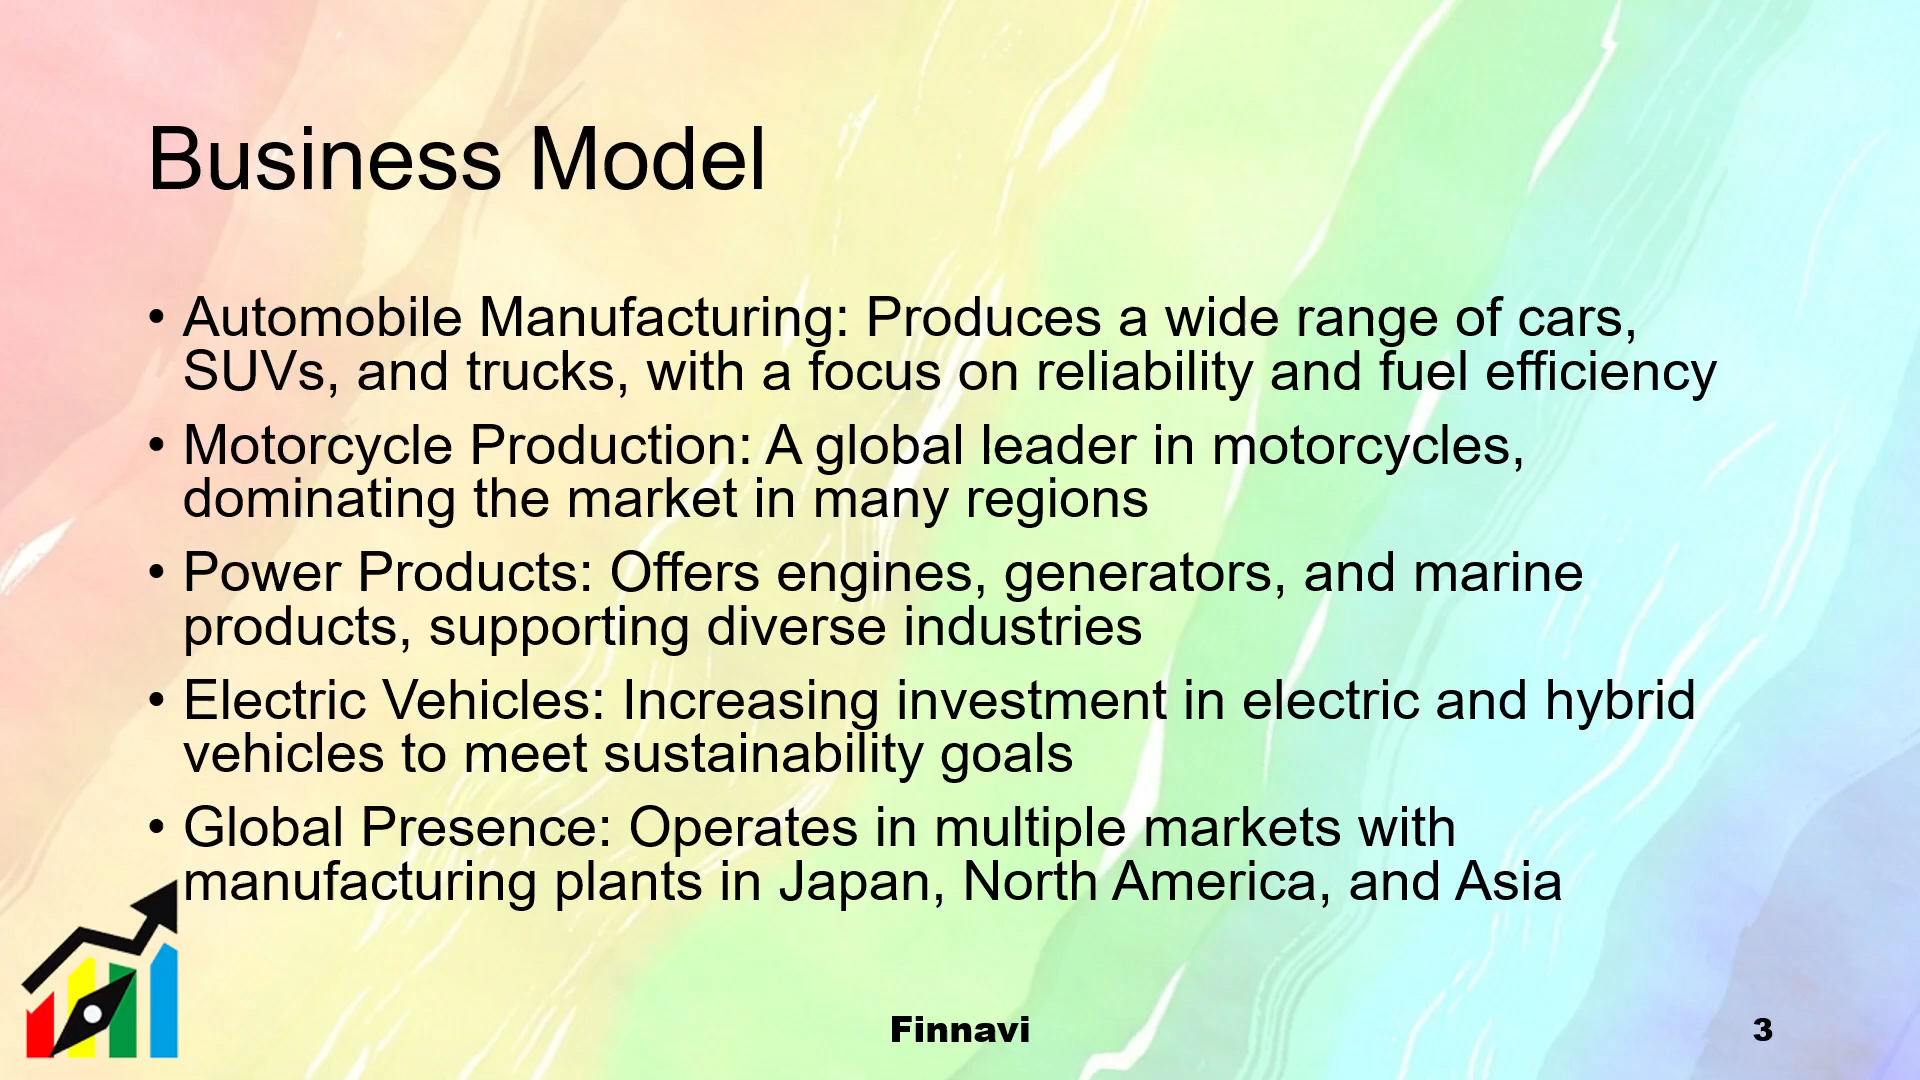 Business Model
• Automobile Manufacturing: Produces a wide range of cars,
SUVs, and trucks, with a focus on reliability and fuel efficiency
• Motorcycle Production: A global leader in motorcycles,
dominating the market in many regions
• Power Products: Offers engines, generators, and marine
products, supporting diverse industries
• Electric Vehicles: Increasing investment in electric and hybrid
vehicles to meet sustainability goals
• Global Presence: Operates in multiple markets with
manufacturing plants in Japan, North America, and Asia
Finnavi
3